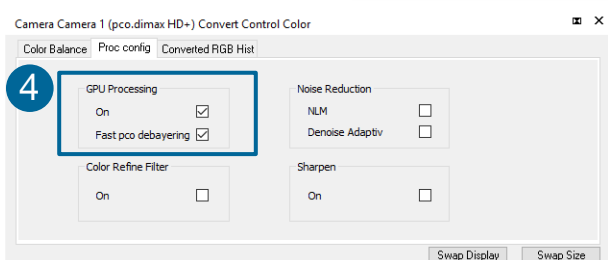 Camera Camera 1 (pco.dimax HD+) Convert Control Color
Color Balance Proc config Converted RGB Hist
4
GPU Processing Noise Reduction
On NLM
Fast pco debayering Denoise Adaptiv
Color Refine Filter Sharpen
On On
Swap Display Swap Size